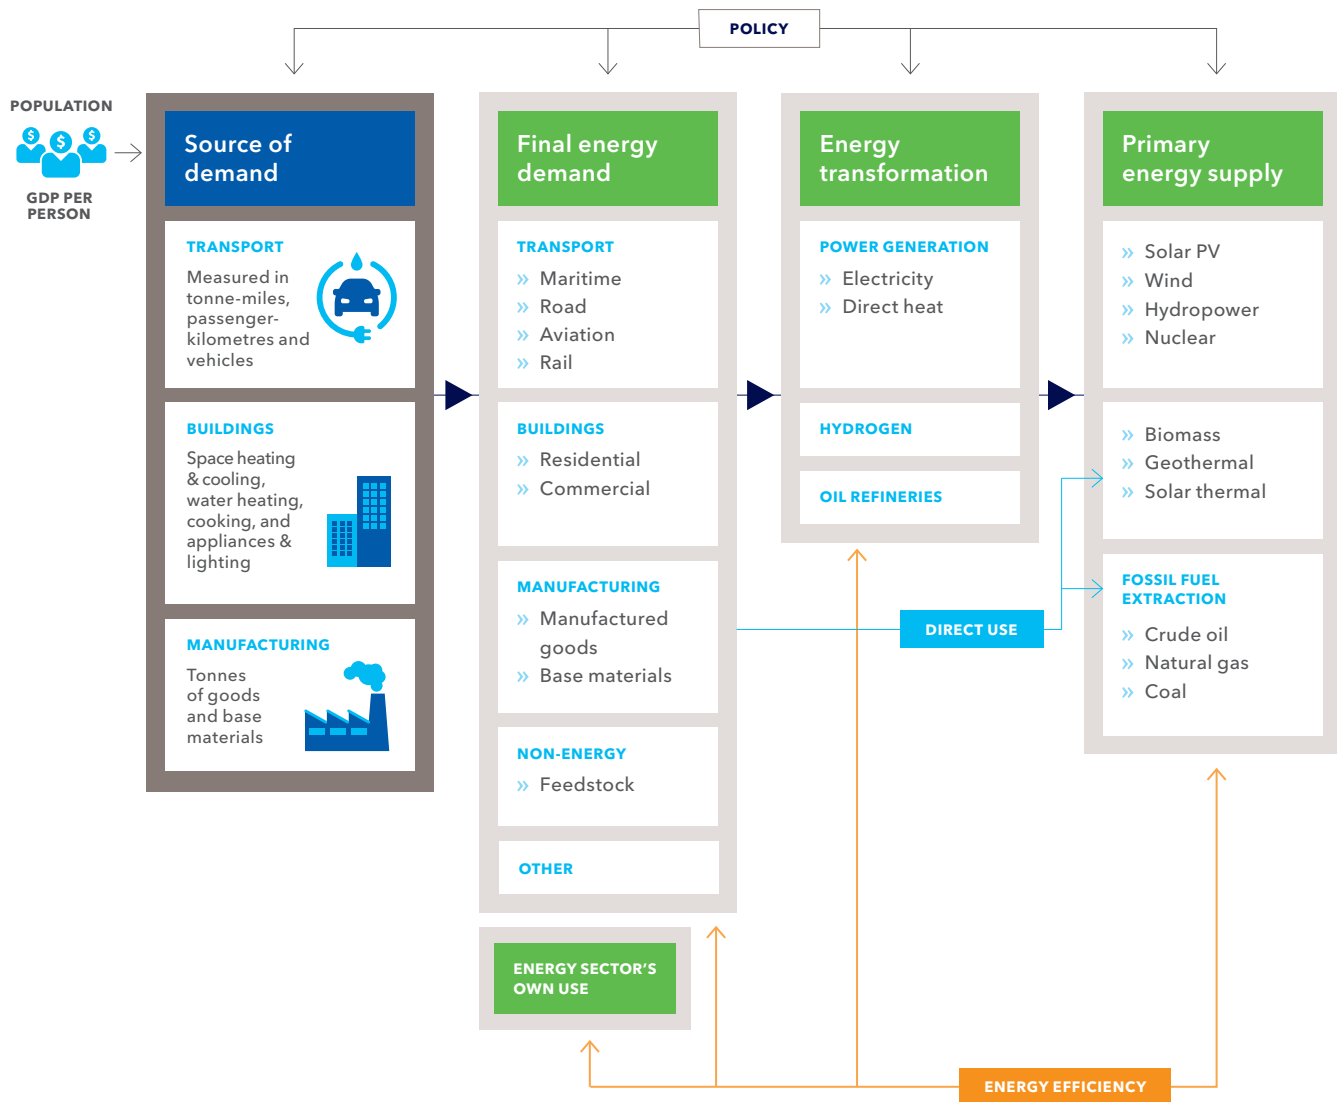 POLICY
POPULATION
$ $ $
GDP PER
PERSON
Source of
demand
TRANSPORT
Measured in
tonne-miles,
passenger-
kilometres and
vehicles
BUILDINGS
Space heating
& cooling,
water heating,
cooking, and
appliances &
lighting
MANUFACTURING
Tonnes
of goods
and base
materials
Final energy
demand
TRANSPORT
» Maritime
» Road
» Aviation
» Rail
BUILDINGS
» Residential
» Commercial
MANUFACTURING
» Manufactured
goods
» Base materials
NON-ENERGY
» Feedstock
OTHER
ENERGY SECTOR’S
OWN USE
Energy
transformation
POWER GENERATION
» Electricity
» Direct heat
HYDROGEN
OIL REFINERIES
DIRECT USE
Primary
energy supply
» Solar PV
» Wind
» Hydropower
» Nuclear
» Biomass
» Geothermal
» Solar thermal
FOSSIL FUEL
EXTRACTION
» Crude oil
» Natural gas
» Coal
ENERGY EFFICIENCY